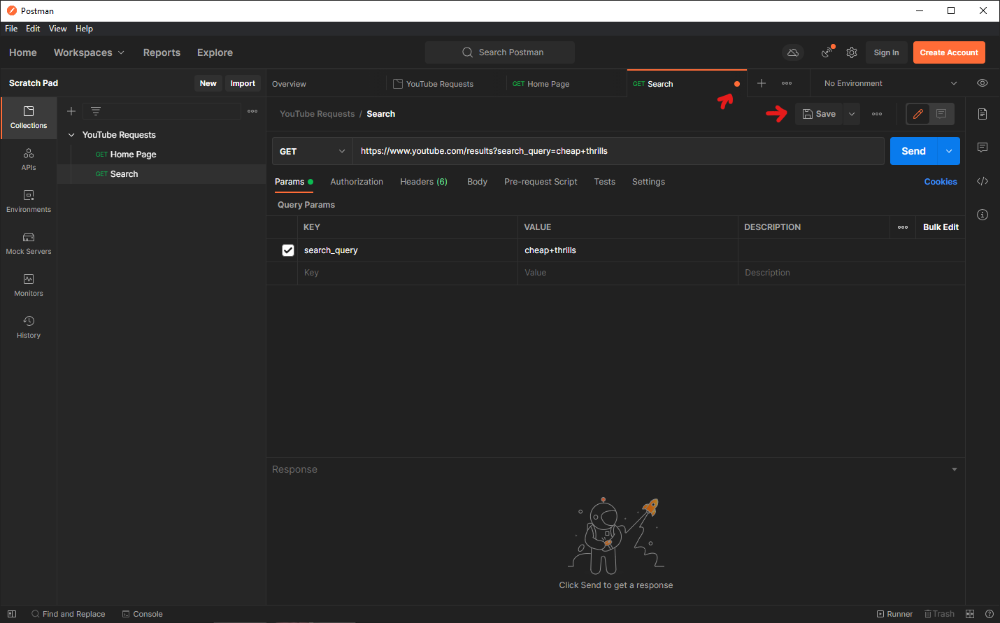 Postman
File Edit View Help
Home Workspaces Reports Explore Search Postman Sign In Create Account
Scratch Pad New Import Overview YouTube Requests GET Home Page GET Search No Environment
Collections
APIs
Environments
Mock Servers
Monitors
History
YouTube Requests
GET Home Page
GET Search
YouTube Requests / Search Save
GET https://www.youtube.com/results?search_query=cheap+thrills Send
Params Authorization Headers (6) Body Pre-request Script Tests Settings Cookies
Query Params
KEY VALUE DESCRIPTION Bulk Edit
search_query cheap+thrills
Key Value Description
Response
Click Send to get a response
Find and Replace Console Runner Trash